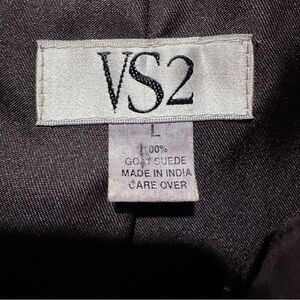 VS2
L
100%
GOAT SUEDE
MADE IN INDIA
CARE OVER